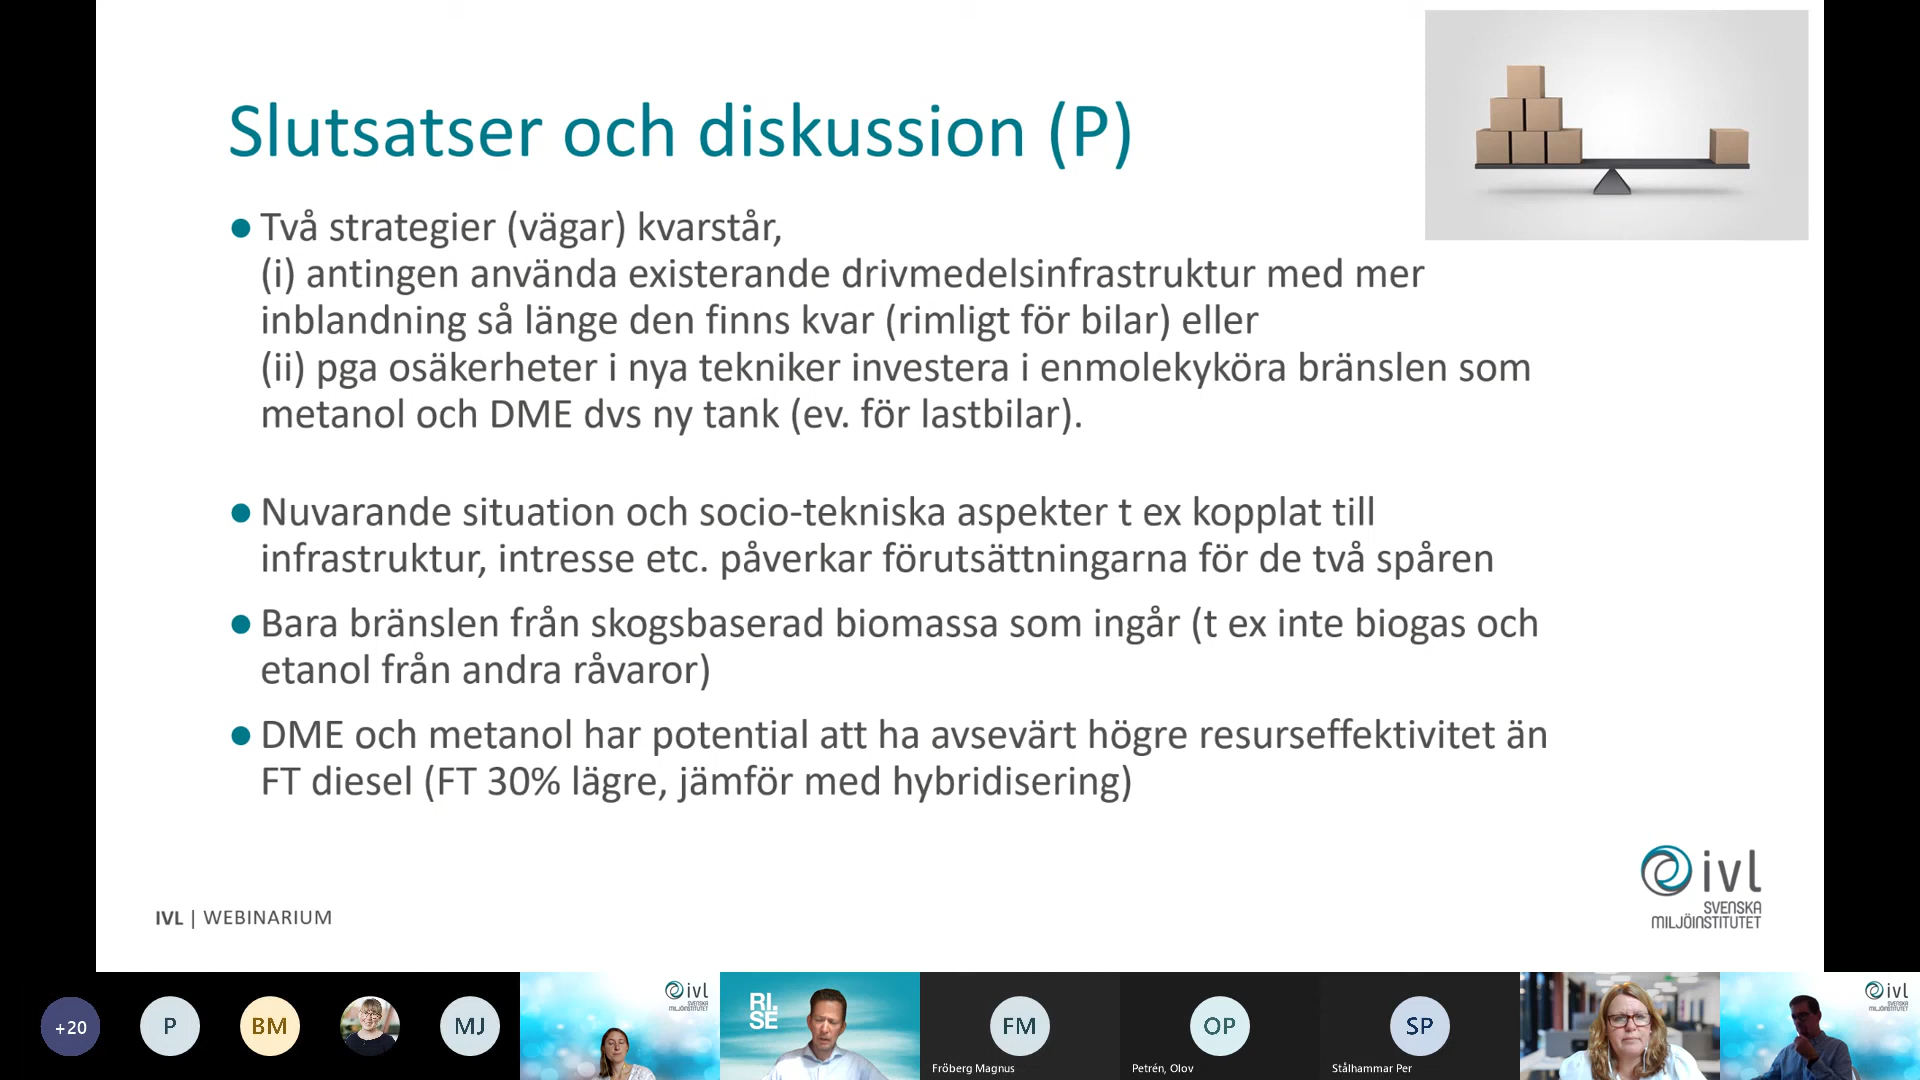 Slutsatser och diskussion (P)
● Två strategier (vägar) kvarstår,
(i) antingen använda existerande drivmedelsinfrastruktur med mer
inblandning så länge den finns kvar (rimligt för bilar) eller
(ii) pga osäkerheter i nya tekniker investera i enmolekyköra bränslen som
metanol och DME dvs ny tank (ev. för lastbilar).
● Nuvarande situation och socio-tekniska aspekter t ex kopplat till
infrastruktur, intresse etc. påverkar förutsättningarna för de två spåren
● Bara bränslen från skogsbaserad biomassa som ingår (t ex inte biogas och
etanol från andra råvaror)
● DME och metanol har potential att ha avsevärt högre resurseffektivitet än
FT diesel (FT 30% lägre, jämför med hybridisering)
ivl
SVENSKA
MILJÖINSTITUTET
IVL | WEBINARIUM
+20
P
BM
MJ
ivl
SVENSKA
MILJÖINSTITUTET
RI.
SE
FM
Fröberg Magnus
OP
Petrén, Olov
SP
Stålhammar Per
ivl
SVENSKA
MILJÖINSTITUTET